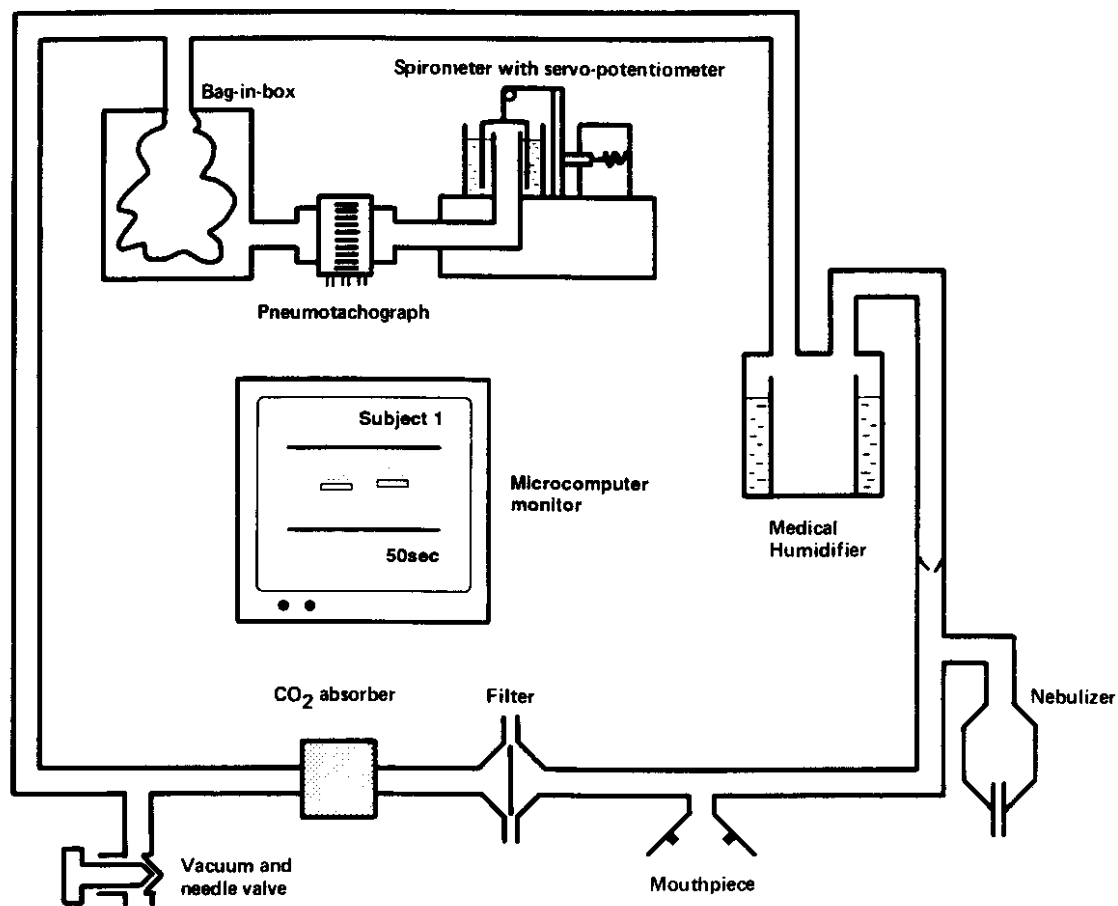 Spirometer with servo-potentiometer
Bag-in-box
Pneumotachograph
Subject 1
50sec
Microcomputer
monitor
Medical
Humidifier
CO2 absorber
Filter
Nebulizer
Mouthpiece
Vacuum and
needle valve